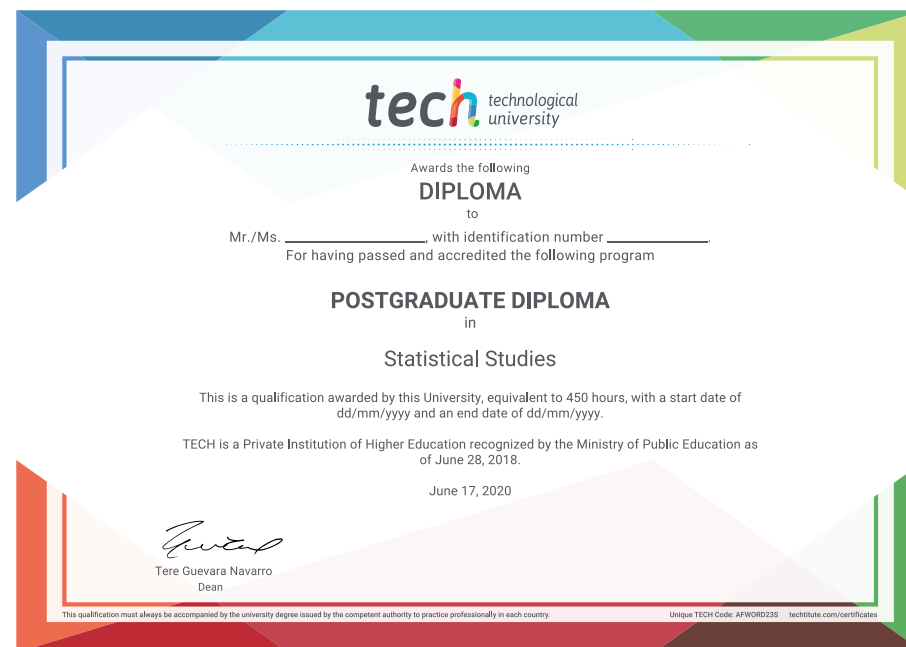 tech technological
university
Awards the following
DIPLOMA
to
Mr./Ms. ____________________, with identification number ______________.
For having passed and accredited the following program
POSTGRADUATE DIPLOMA
in
Statistical Studies
This is a qualification awarded by this University, equivalent to 450 hours, with a start date of
dd/mm/yyyy and an end date of dd/mm/yyyy.
TECH is a Private Institution of Higher Education recognized by the Ministry of Public Education as
of June 28, 2018.
June 17, 2020
Tere Guevara Navarro
Dean
This qualification must always be accompanied by the university degree issued by the competent authority to practice professionally in each country. Unique TECH Code: AFWORD23S techtitute.com/certificates